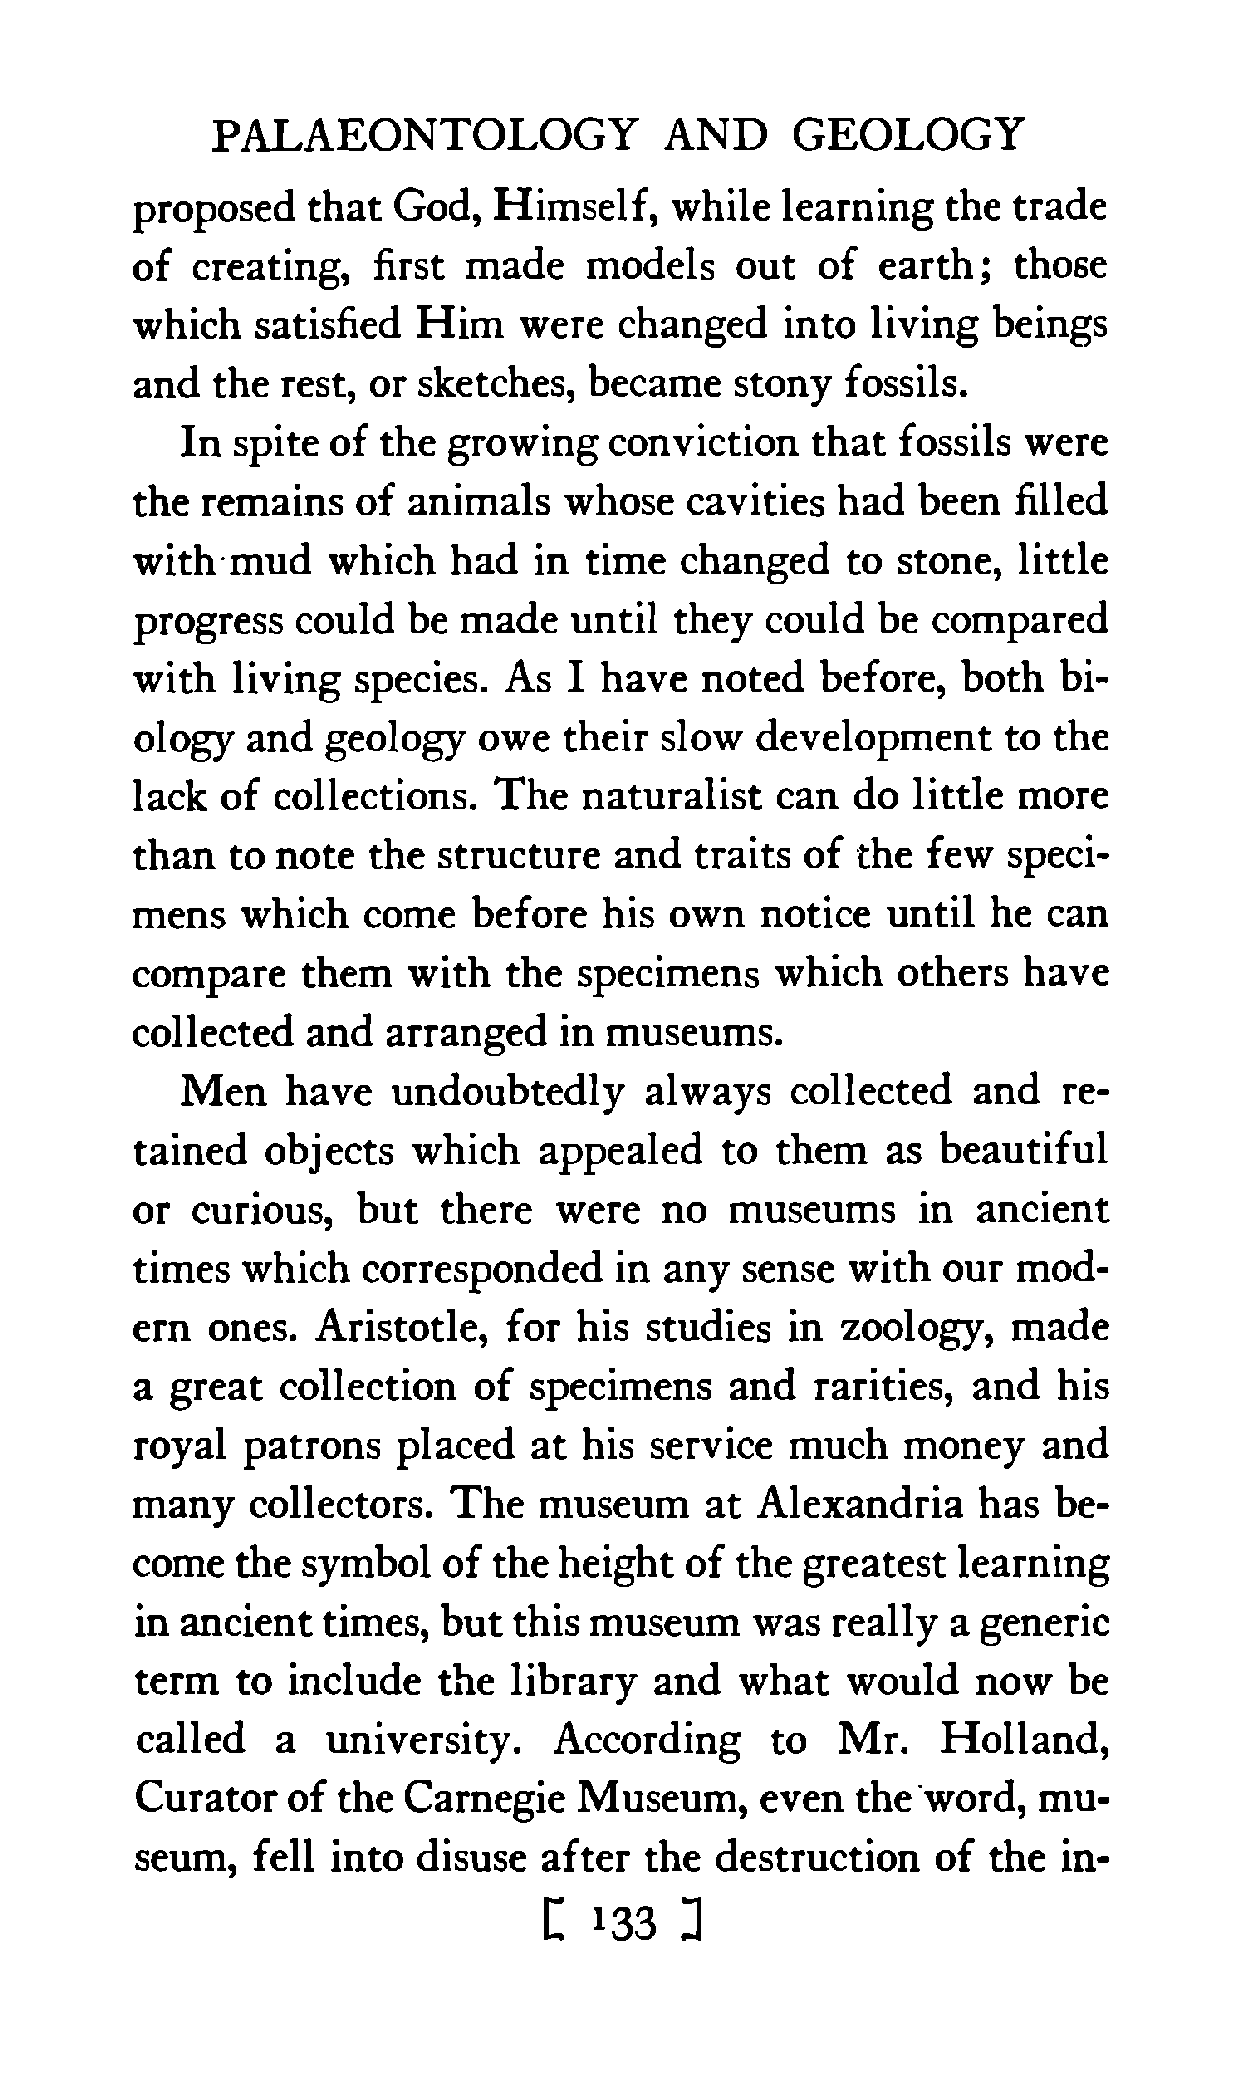 PALAEONTOLOGY AND GEOLOGY
proposed that God, Himself, while learning the trade
of creating, first made models out of earth; those
which satisfied Him were changed into living beings
and the rest, or sketches, became stony fossils.
In spite of the growing conviction that fossils were
the remains of animals whose cavities had been filled
with mud which had in time changed to stone, little
progress could be made until they could be compared
with living species. As I have noted before, both bi-
ology and geology owe their slow development to the
lack of collections. The naturalist can do little more
than to note the structure and traits of the few speci-
mens which come before his own notice until he can
compare them with the specimens which others have
collected and arranged in museums.
Men have undoubtedly always collected and re-
tained objects which appealed to them as beautiful
or curious, but there were no museums in ancient
times which corresponded in any sense with our mod-
ern ones. Aristotle, for his studies in zoology, made
a great collection of specimens and rarities, and his
royal patrons placed at his service much money and
many collectors. The museum at Alexandria has be-
come the symbol of the height of the greatest learning
in ancient times, but this museum was really a generic
term to include the library and what would now be
called a university. According to Mr. Holland,
Curator of the Carnegie Museum, even the word, mu-
seum, fell into disuse after the destruction of the in-
[ 133 ]